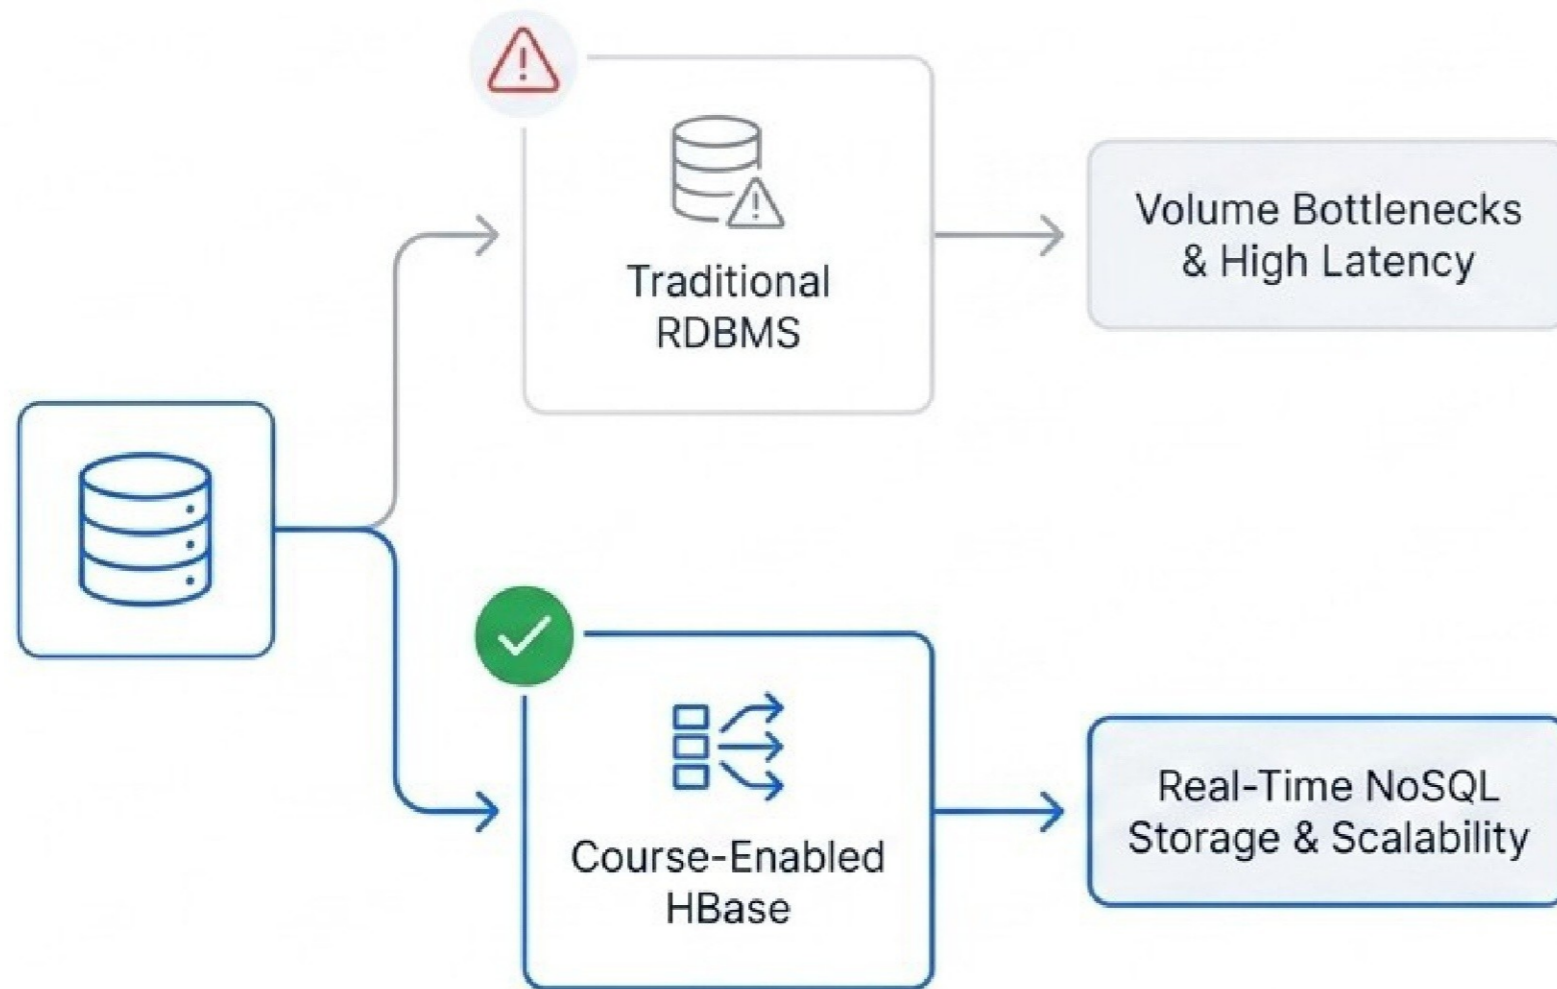 Traditional
RDBMS
Volume Bottlenecks
& High Latency
Course-Enabled
HBase
Real-Time NoSQL
Storage & Scalability